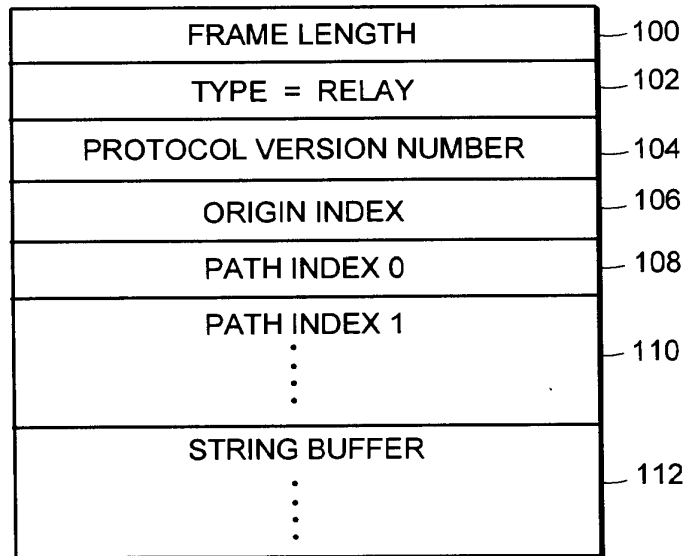 FRAME LENGTH 100
TYPE = RELAY 102
PROTOCOL VERSION NUMBER 104
ORIGIN INDEX 106
PATH INDEX 0 108
PATH INDEX 1
110
STRING BUFFER
112